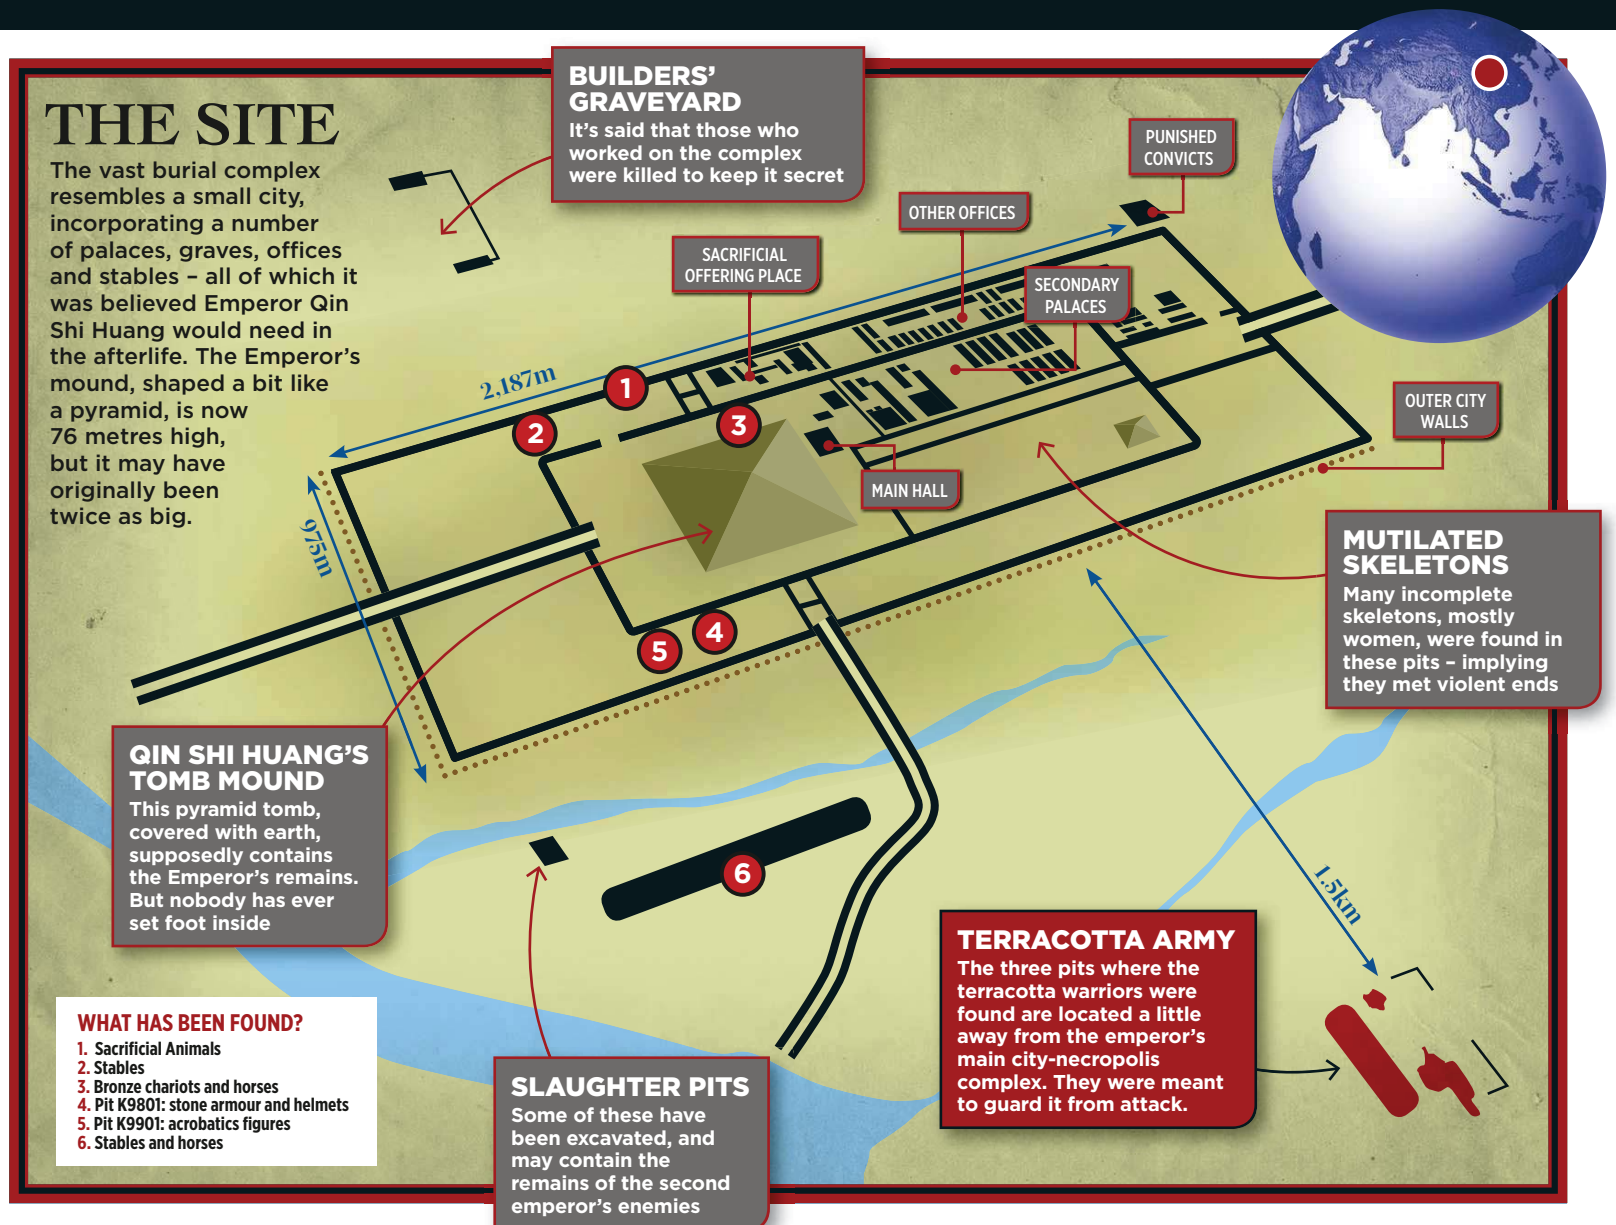 THE SITE
The vast burial complex
resembles a small city,
incorporating a number
of palaces, graves, offices
and stables – all of which it
was believed Emperor Qin
Shi Huang would need in
the afterlife. The Emperor's
mound, shaped a bit like
a pyramid, is now
76 metres high,
but it may have
originally been
twice as big.
BUILDERS'
GRAVEYARD
It's said that those who
worked on the complex
were killed to keep it secret
PUNISHED
CONVICTS
OTHER OFFICES
SACRIFICIAL
OFFERING PLACE
SECONDARY
PALACES
2,187m
1
2
3
OUTER CITY
WALLS
MAIN HALL
975m
MUTILATED
SKELETONS
Many incomplete
skeletons, mostly
women, were found in
these pits – implying
they met violent ends
4
5
QIN SHI HUANG'S
TOMB MOUND
This pyramid tomb,
covered with earth,
supposedly contains
the Emperor's remains.
But nobody has ever
set foot inside
6
1.5km
TERRACOTTA ARMY
The three pits where the
terracotta warriors were
found are located a little
away from the emperor's
main city-necropolis
complex. They were meant
to guard it from attack.
WHAT HAS BEEN FOUND?
1. Sacrificial Animals
2. Stables
3. Bronze chariots and horses
4. Pit K9801: stone armour and helmets
5. Pit K9901: acrobatics figures
6. Stables and horses
SLAUGHTER PITS
Some of these have
been excavated, and
may contain the
remains of the second
emperor's enemies